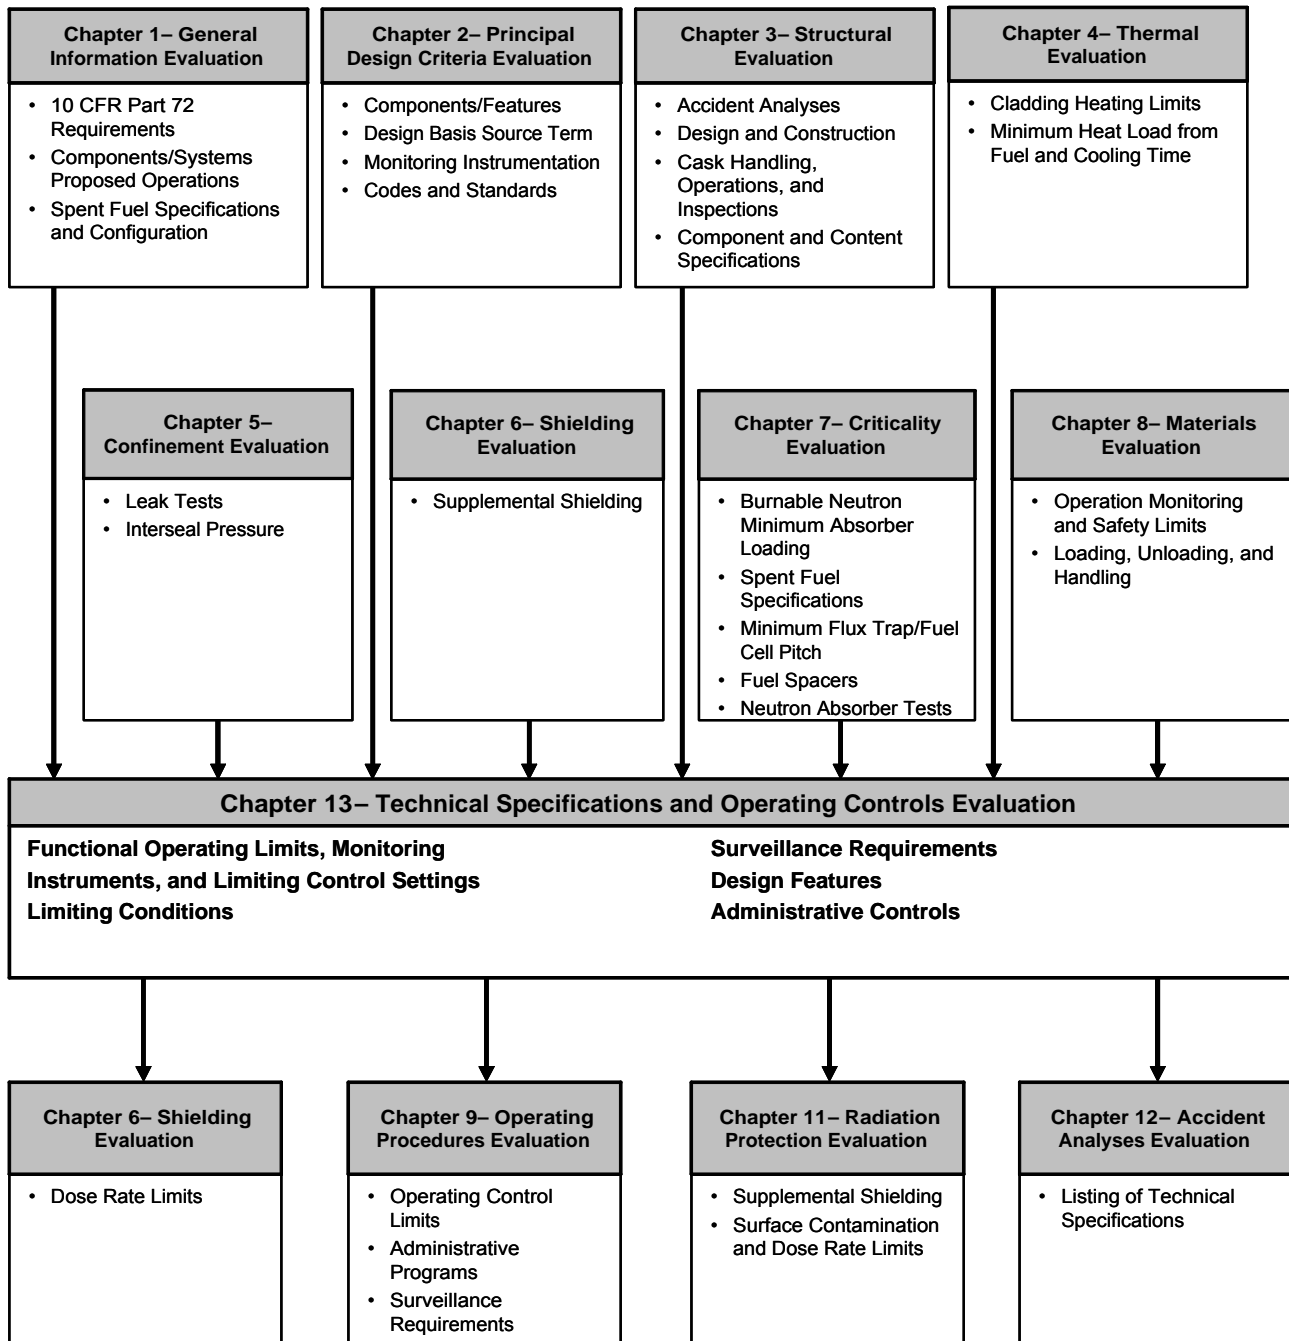 Chapter 1– General
Information Evaluation
• 10 CFR Part 72
Requirements
• Components/Systems
Proposed Operations
• Spent Fuel Specifications
and Configuration
Chapter 2– Principal
Design Criteria Evaluation
• Components/Features
• Design Basis Source Term
• Monitoring Instrumentation
• Codes and Standards
Chapter 3– Structural
Evaluation
• Accident Analyses
• Design and Construction
• Cask Handling,
Operations, and
Inspections
• Component and Content
Specifications
Chapter 4– Thermal
Evaluation
• Cladding Heating Limits
• Minimum Heat Load from
Fuel and Cooling Time
Chapter 5–
Confinement Evaluation
• Leak Tests
• Interseal Pressure
Chapter 6– Shielding
Evaluation
• Supplemental Shielding
Chapter 7– Criticality
Evaluation
• Burnable Neutron
Minimum Absorber
Loading
• Spent Fuel
Specifications
• Minimum Flux Trap/Fuel
Cell Pitch
• Fuel Spacers
• Neutron Absorber Tests
Chapter 8– Materials
Evaluation
• Operation Monitoring
and Safety Limits
• Loading, Unloading, and
Handling
Chapter 13– Technical Specifications and Operating Controls Evaluation
Functional Operating Limits, Monitoring
Instruments, and Limiting Control Settings
Limiting Conditions
Surveillance Requirements
Design Features
Administrative Controls
Chapter 6– Shielding
Evaluation
• Dose Rate Limits
Chapter 9– Operating
Procedures Evaluation
• Operating Control
Limits
• Administrative
Programs
• Surveillance
Requirements
Chapter 11– Radiation
Protection Evaluation
• Supplemental Shielding
• Surface Contamination
and Dose Rate Limits
Chapter 12– Accident
Analyses Evaluation
• Listing of Technical
Specifications